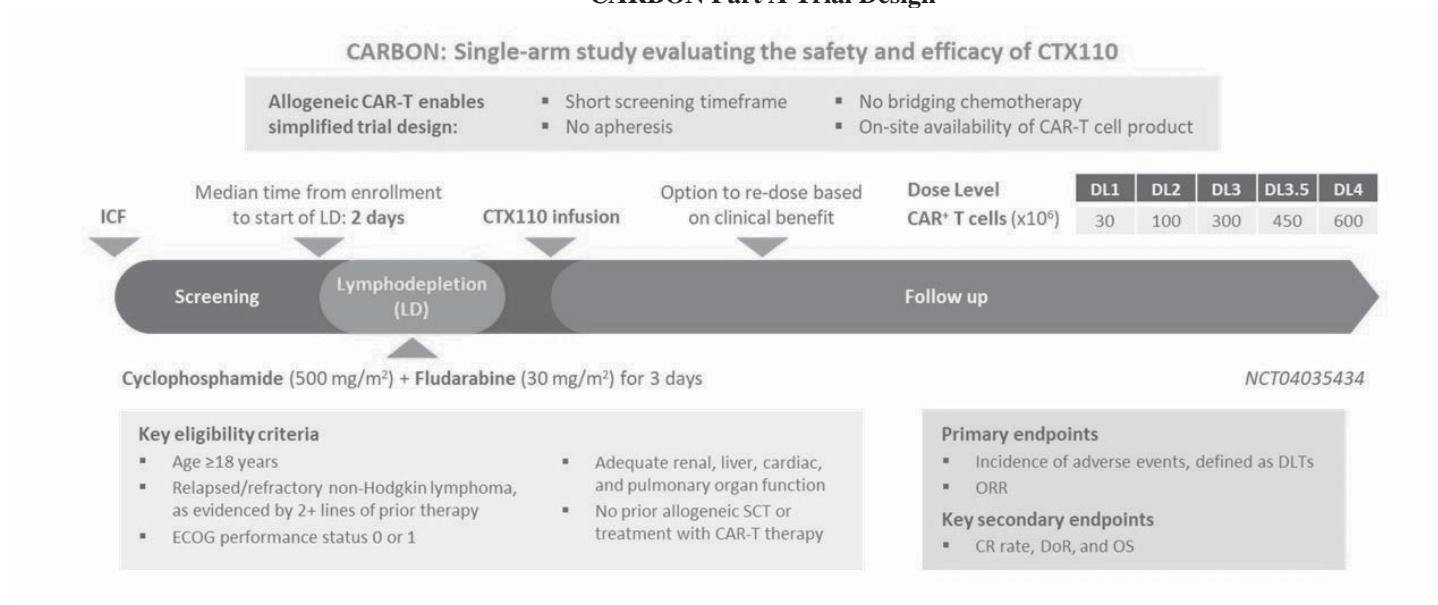 CARBON Part A Trial Design
CARBON: Single-arm study evaluating the safety and efficacy of CTX110
Allogeneic CAR-T enables
simplified trial design:
▪ Short screening timeframe
▪ No apheresis
▪ No bridging chemotherapy
▪ On-site availability of CAR-T cell product
ICF
Median time from enrollment
to start of LD: 2 days
CTX110 infusion
Option to re-dose based
on clinical benefit
Dose Level DL1 DL2 DL3 DL3.5 DL4
CAR⁺ T cells (x10⁶) 30 100 300 450 600
Screening
Lymphodepletion
(LD)
Follow up
Cyclophosphamide (500 mg/m²) + Fludarabine (30 mg/m²) for 3 days
NCT04035434
Key eligibility criteria
▪ Age ≥18 years
▪ Relapsed/refractory non-Hodgkin lymphoma,
as evidenced by 2+ lines of prior therapy
▪ ECOG performance status 0 or 1
▪ Adequate renal, liver, cardiac,
and pulmonary organ function
▪ No prior allogeneic SCT or
treatment with CAR-T therapy
Primary endpoints
▪ Incidence of adverse events, defined as DLTs
▪ ORR
Key secondary endpoints
▪ CR rate, DoR, and OS